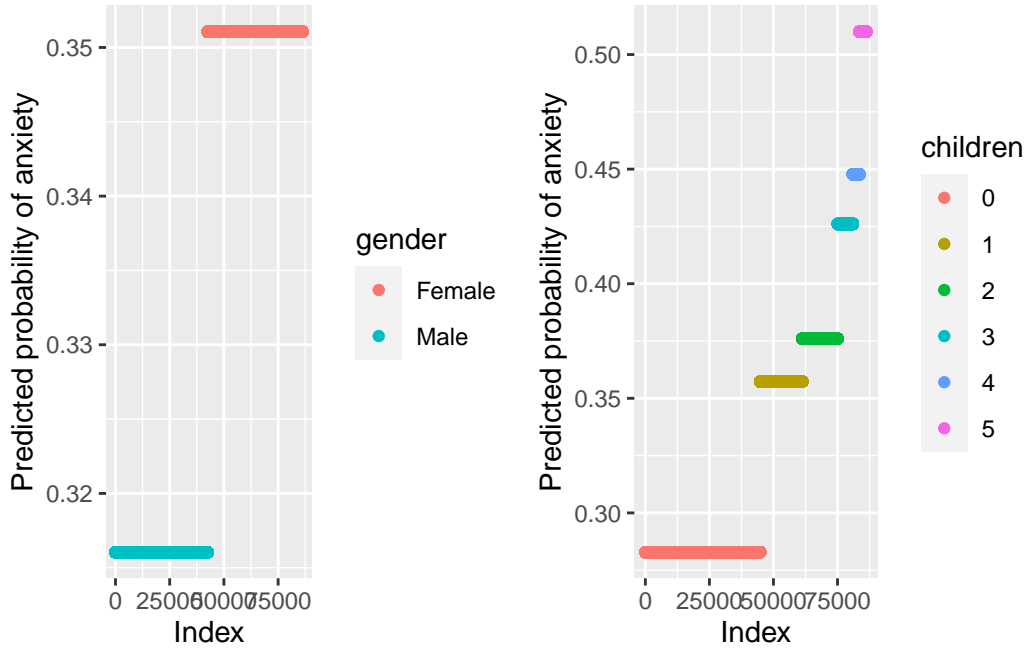 Predicted probability of anxiety
0.35
0.34
0.33
0.32
0 25000 50000 75000
Index
gender
Female
Male
Predicted probability of anxiety
0.50
0.45
0.40
0.35
0.30
0 25000 50000 75000
Index
children
0
1
2
3
4
5